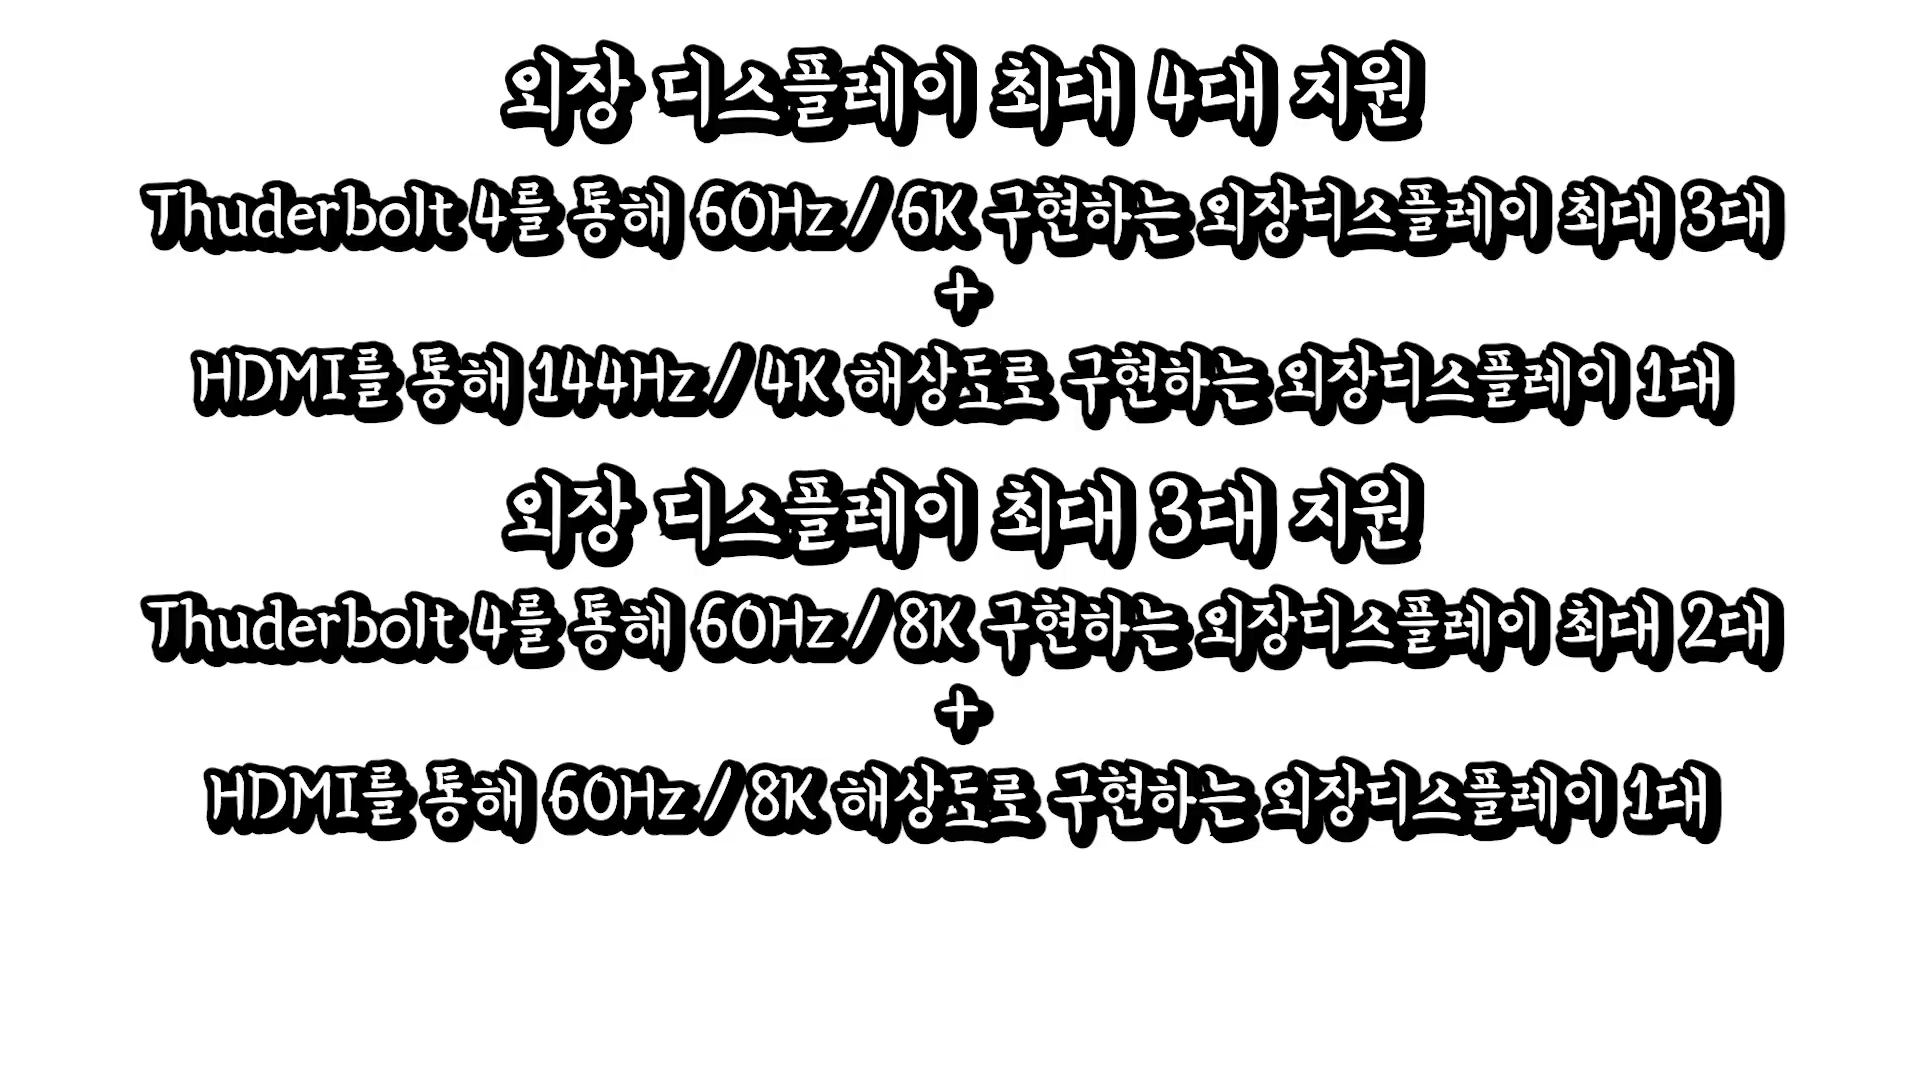 외장 디스플레이 최대 4대 지원
Thuderbolt 4를 통해 60Hz / 6K 구현하는 외장디스플레이 최대 3대
+
HDMI를 통해 144Hz / 4K 해상도로 구현하는 외장디스플레이 1대
외장 디스플레이 최대 3대 지원
Thuderbolt 4를 통해 60Hz / 8K 구현하는 외장디스플레이 최대 2대
+
HDMI를 통해 60Hz / 8K 해상도로 구현하는 외장디스플레이 1대